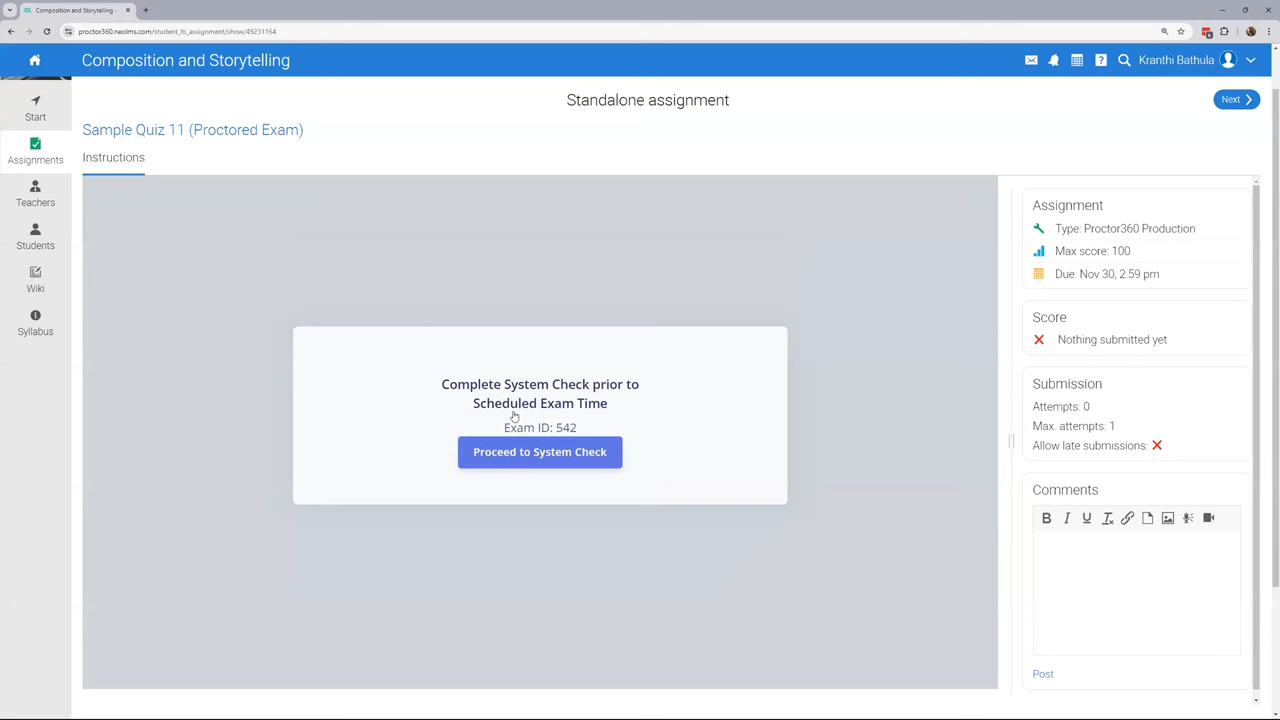 Composition and Storytelling -
proctor360.neolms.com/student_lti_assignment/show/49231164
Composition and Storytelling
Kranthi Bathula
Start
Assignments
Teachers
Students
Wiki
Syllabus
Standalone assignment
Next
Sample Quiz 11 (Proctored Exam)
Instructions
Complete System Check prior to
Scheduled Exam Time
Exam ID: 542
Proceed to System Check
Assignment
Type: Proctor360 Production
Max score: 100
Due: Nov 30, 2:59 pm
Score
Nothing submitted yet
Submission
Attempts: 0
Max. attempts: 1
Allow late submissions:
Comments
B I U Tx
Post